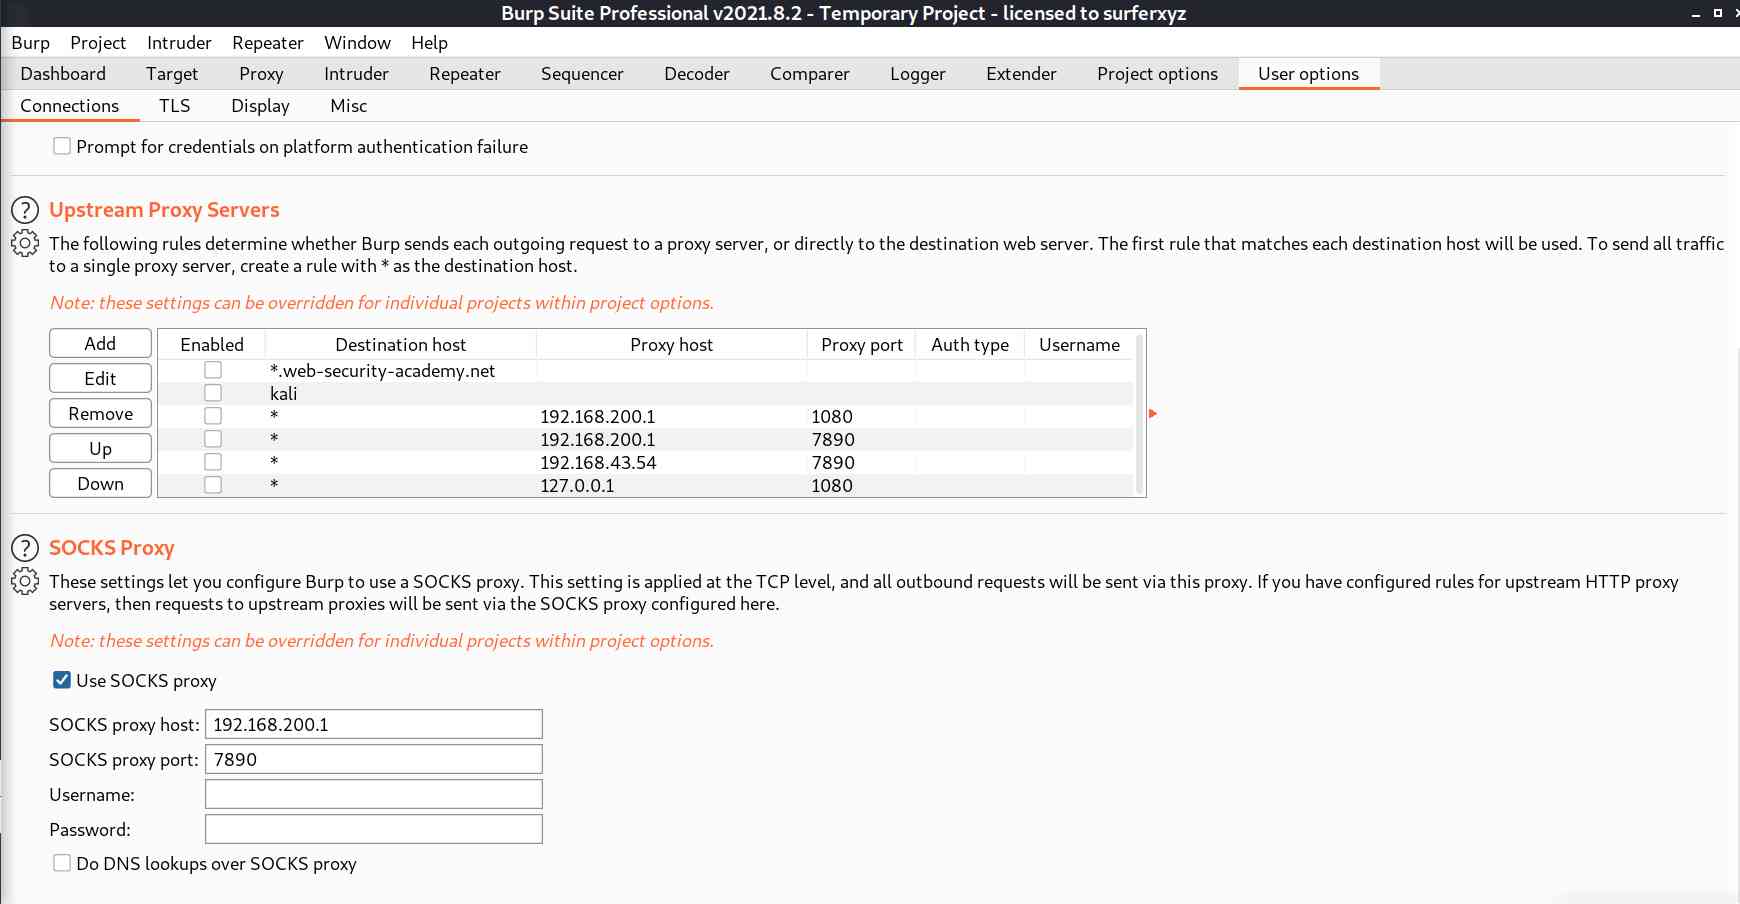 Burp Suite Professional v2021.8.2 - Temporary Project - licensed to surferxyz
Burp Project Intruder Repeater Window Help
Dashboard Target Proxy Intruder Repeater Sequencer Decoder Comparer Logger Extender Project options User options
Connections TLS Display Misc
Prompt for credentials on platform authentication failure
Upstream Proxy Servers
The following rules determine whether Burp sends each outgoing request to a proxy server, or directly to the destination web server. The first rule that matches each destination host will be used. To send all traffic
to a single proxy server, create a rule with * as the destination host.
Note: these settings can be overridden for individual projects within project options.
Add
Edit
Remove
Up
Down
Enabled Destination host Proxy host Proxy port Auth type Username
*.web-security-academy.net
kali
* 192.168.200.1 1080
* 192.168.200.1 7890
* 192.168.43.54 7890
* 127.0.0.1 1080
SOCKS Proxy
These settings let you configure Burp to use a SOCKS proxy. This setting is applied at the TCP level, and all outbound requests will be sent via this proxy. If you have configured rules for upstream HTTP proxy
servers, then requests to upstream proxies will be sent via the SOCKS proxy configured here.
Note: these settings can be overridden for individual projects within project options.
Use SOCKS proxy
SOCKS proxy host: 192.168.200.1
SOCKS proxy port: 7890
Username:
Password:
Do DNS lookups over SOCKS proxy